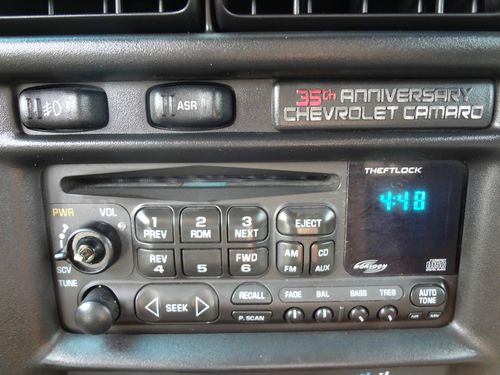 35th ANNIVERSARY
CHEVROLET CAMARO
ASR
THEFTLOCK
4:48
PWR VOL
1 PREV
2 RDM
3 NEXT
EJECT
REV 4
5
FWD 6
AM FM
CD AUX
SCV
TUNE
SEEK
RECALL
P.SCAN
FADE BAL BASS TREB
AUTO TONE
MONSOON